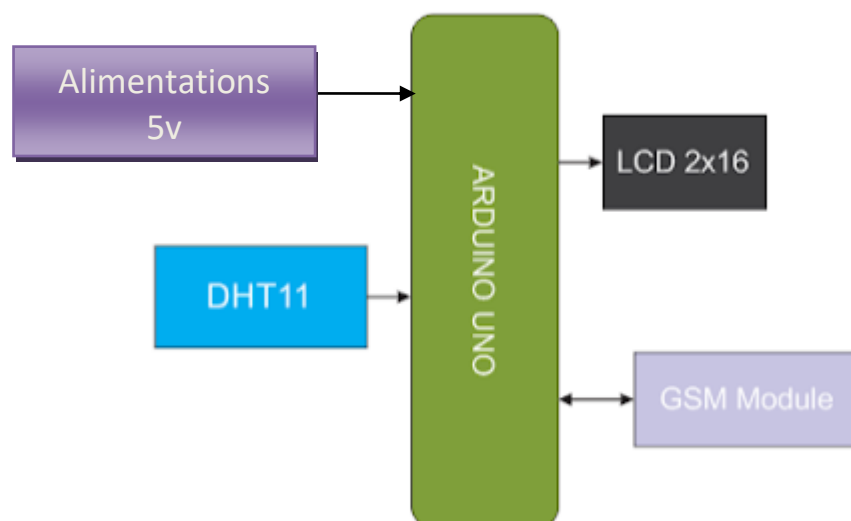 Alimentations
5v
LCD 2x16
ARDUINO UNO
DHT11
GSM Module